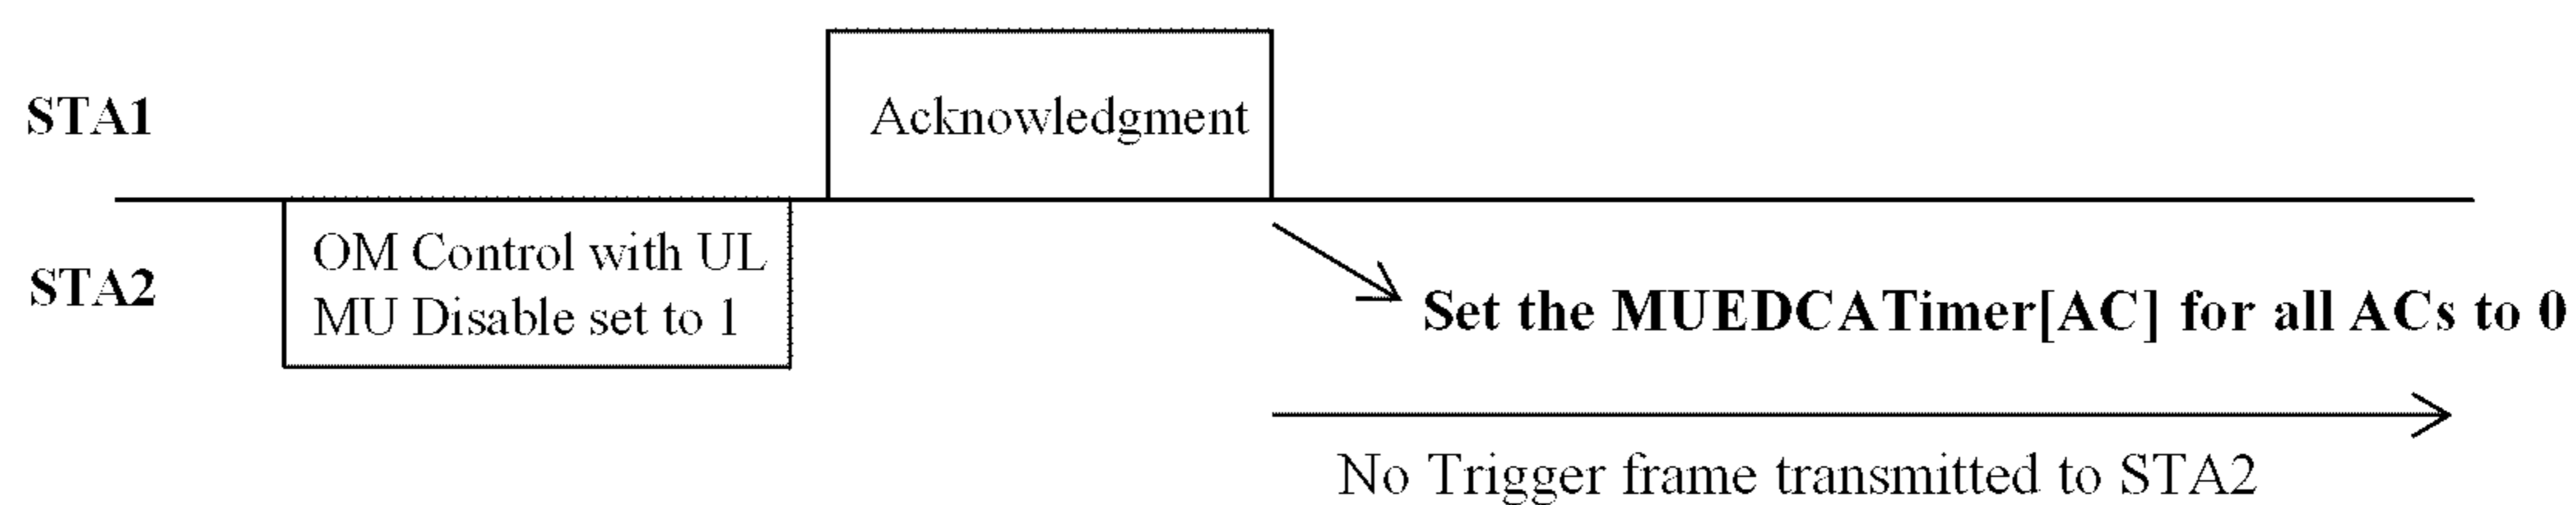 STA1
Acknowledgment
STA2
OM Control with UL
MU Disable set to 1
Set the MUEDCATimer[AC] for all ACs to 0
No Trigger frame transmitted to STA2